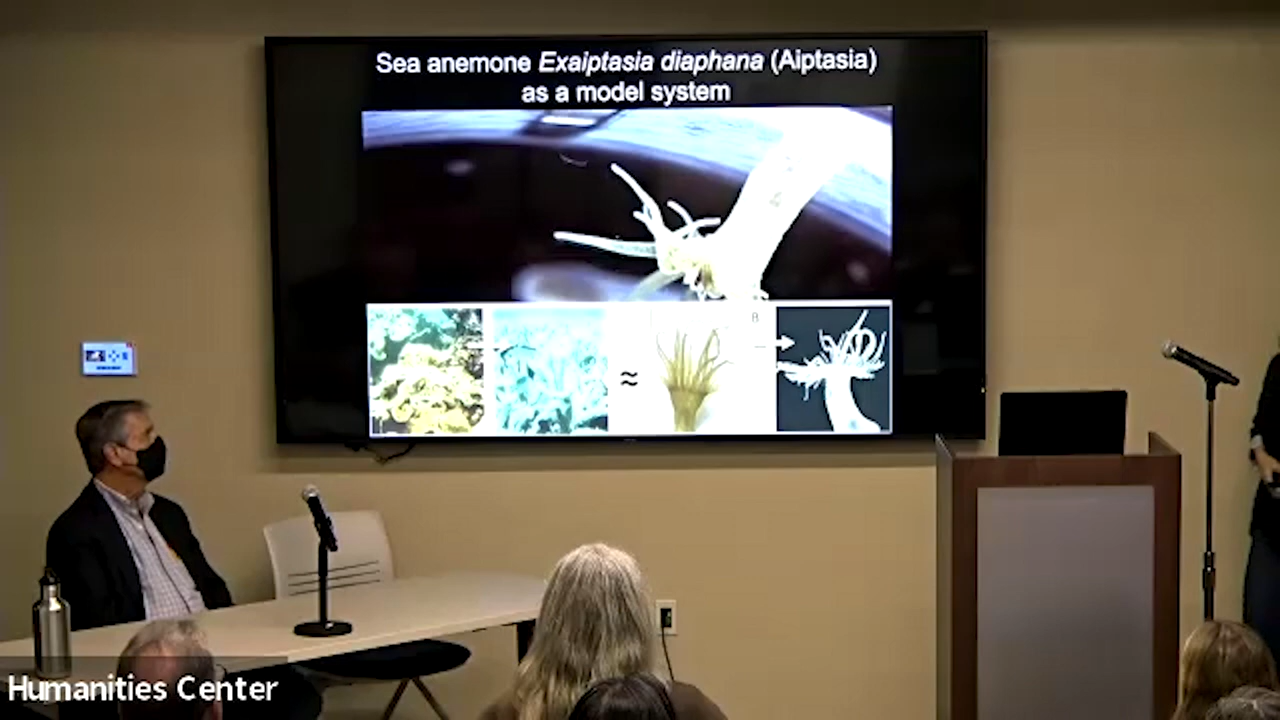 Sea anemone Exaiptasia diaphana (Aiptasia)
as a model system
B
≈
Humanities Center